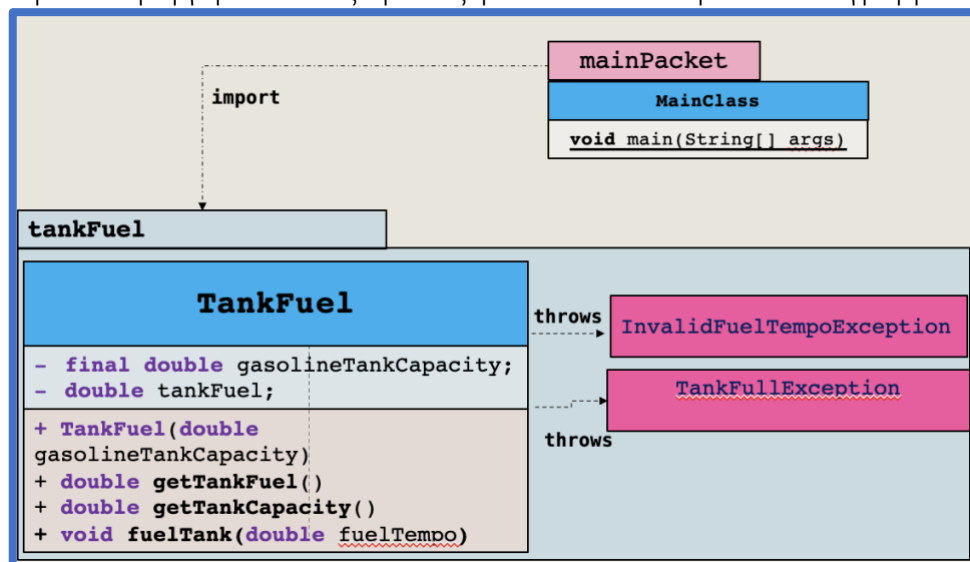 mainPacket
MainClass
void main(String[] args)
import
tankFuel
TankFuel
- final double gasolineTankCapacity;
- double tankFuel;
+ TankFuel(double
gasolineTankCapacity)
+ double getTankFuel()
+ double getTankCapacity()
+ void fuelTank(double fuelTempo)
throws
InvalidFuelTempoException
TankFullException
throws